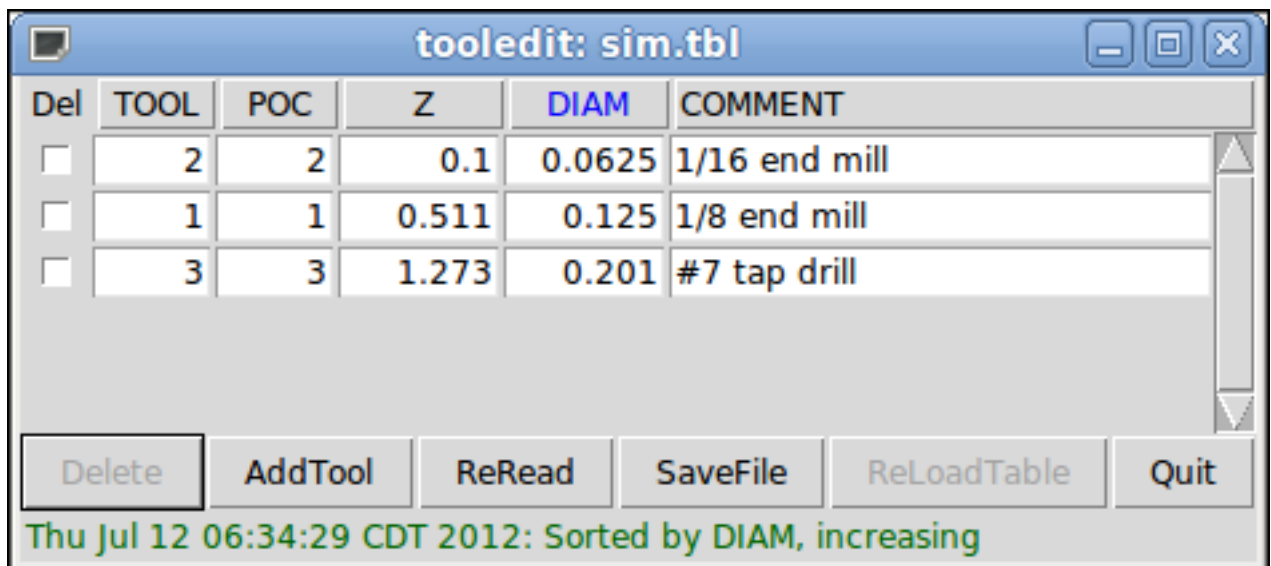 tooledit: sim.tbl
Del TOOL POC Z DIAM COMMENT
2 2 0.1 0.0625 1/16 end mill
1 1 0.511 0.125 1/8 end mill
3 3 1.273 0.201 #7 tap drill
Delete AddTool ReRead SaveFile ReLoadTable Quit
Thu Jul 12 06:34:29 CDT 2012: Sorted by DIAM, increasing